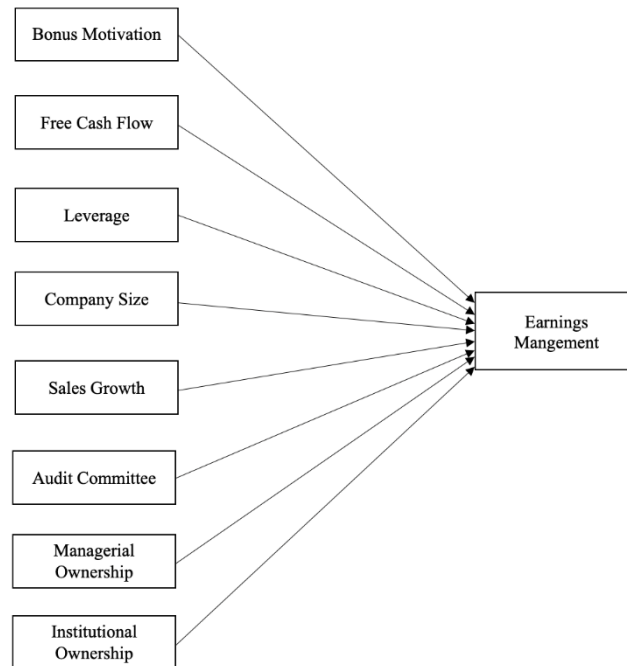 Bonus Motivation
Free Cash Flow
Leverage
Company Size
Earnings
Mangement
Sales Growth
Audit Committee
Managerial
Ownership
Institutional
Ownership